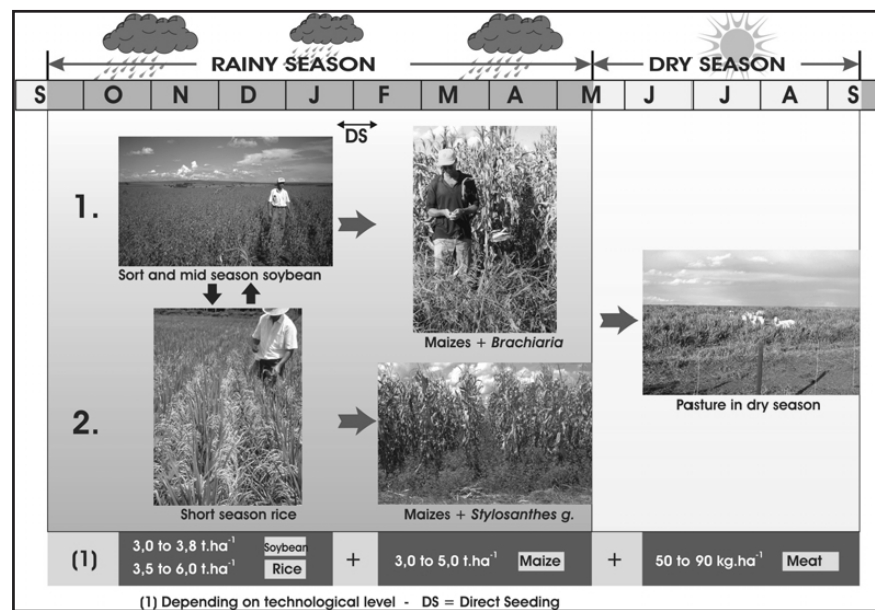 RAINY SEASON DRY SEASON
S O N D J F M A M J J A S
DS
1.
Sort and mid season soybean
Maizes + Brachiaria
Pasture in dry season
2.
Short season rice
Maizes + Stylosanthes g.
(1) 3,0 to 3,8 t.ha⁻¹ Soybean + 3,0 to 5,0 t.ha⁻¹ Maize + 50 to 90 kg.ha⁻¹ Meat
3,5 to 6,0 t.ha⁻¹ Rice
(1) Depending on technological level - DS = Direct Seeding